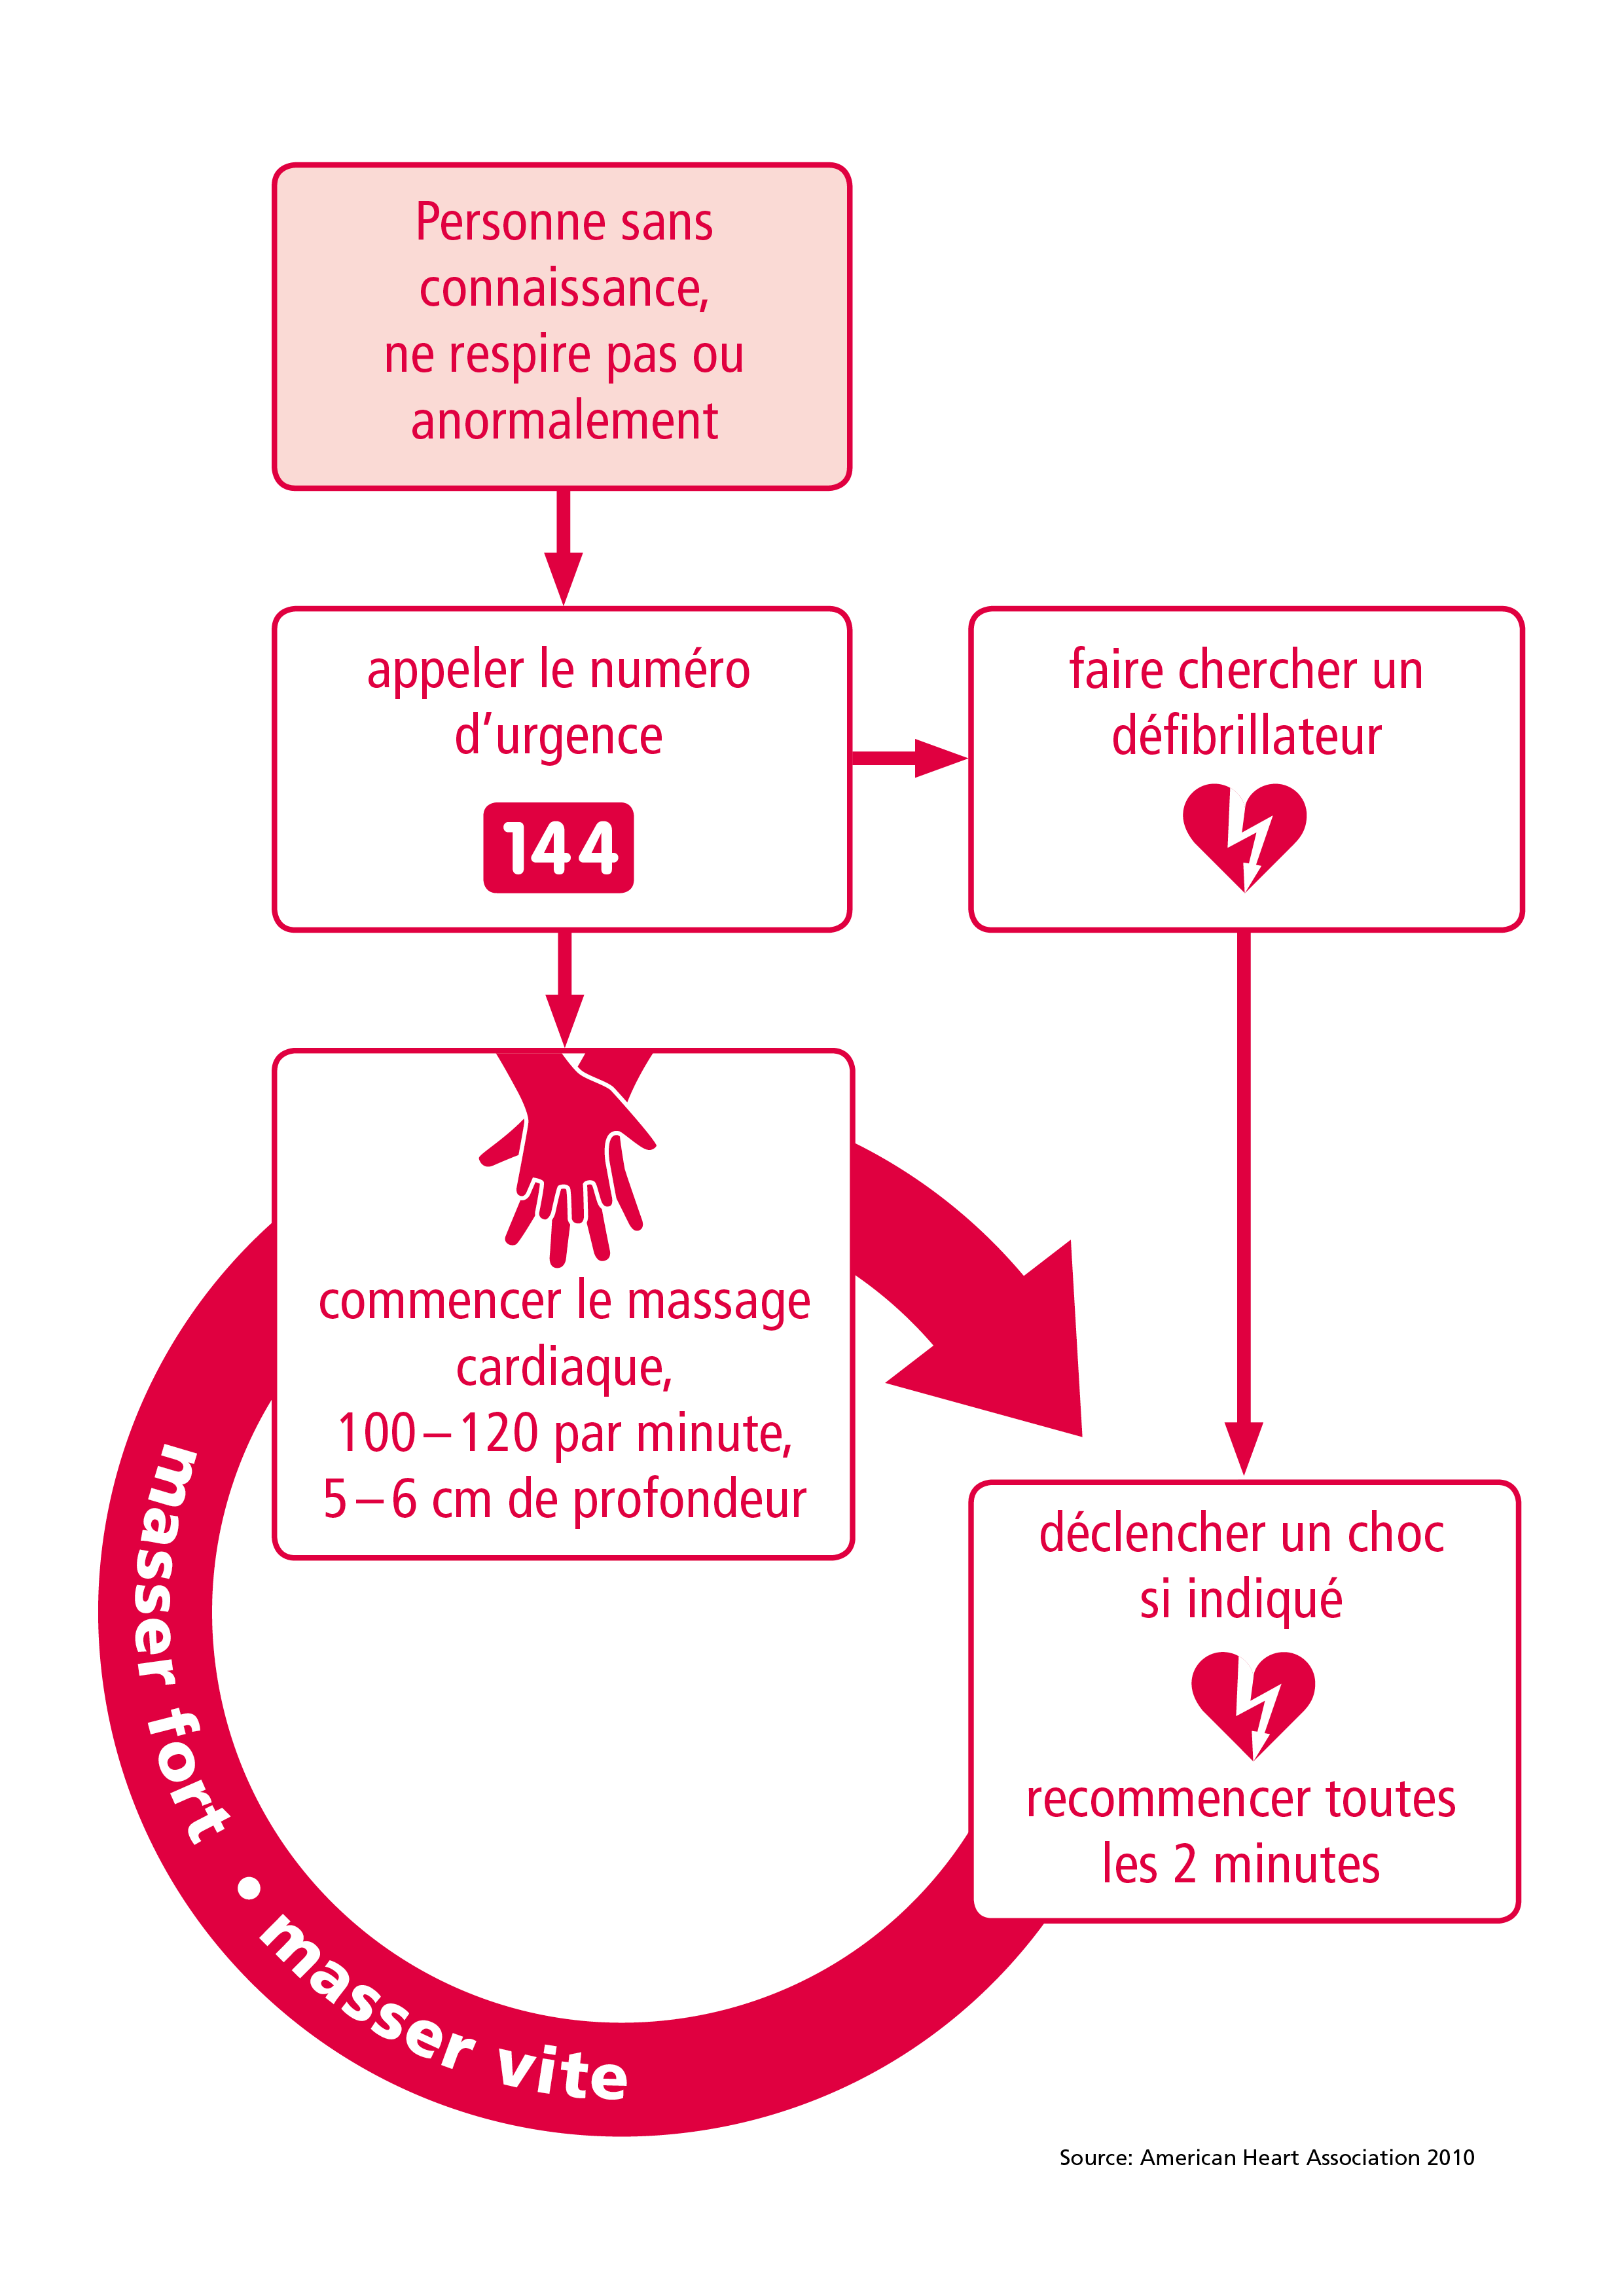 Personne sans
connaissance,
ne respire pas ou
anormalement
appeler le numéro
d’urgence
144
faire chercher un
défibrillateur
commencer le massage
cardiaque,
100–120 par minute,
5–6 cm de profondeur
déclencher un choc
si indiqué
recommencer toutes
les 2 minutes
masser fort • masser vite
Source: American Heart Association 2010